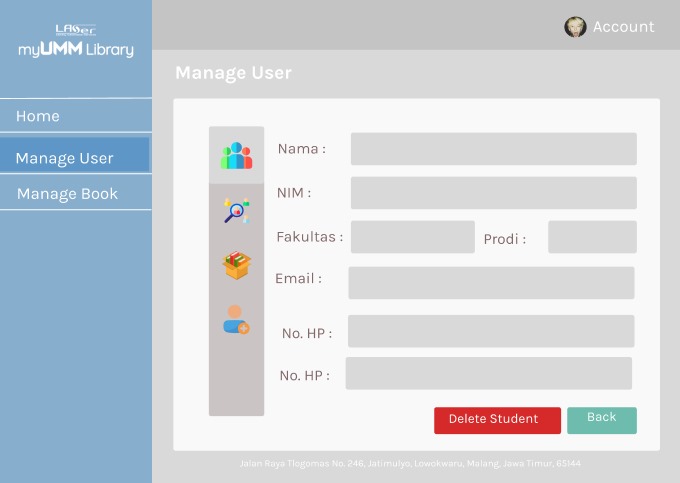 LASer
myUMM Library
Account
Manage User
Home
Manage User
Manage Book
Nama :
NIM :
Fakultas :
Prodi :
Email :
No. HP :
No. HP :
Delete Student
Back
Jalan Raya Tlogomas No. 246, Jatimulyo, Lowokwaru, Malang, Jawa Timur, 65144